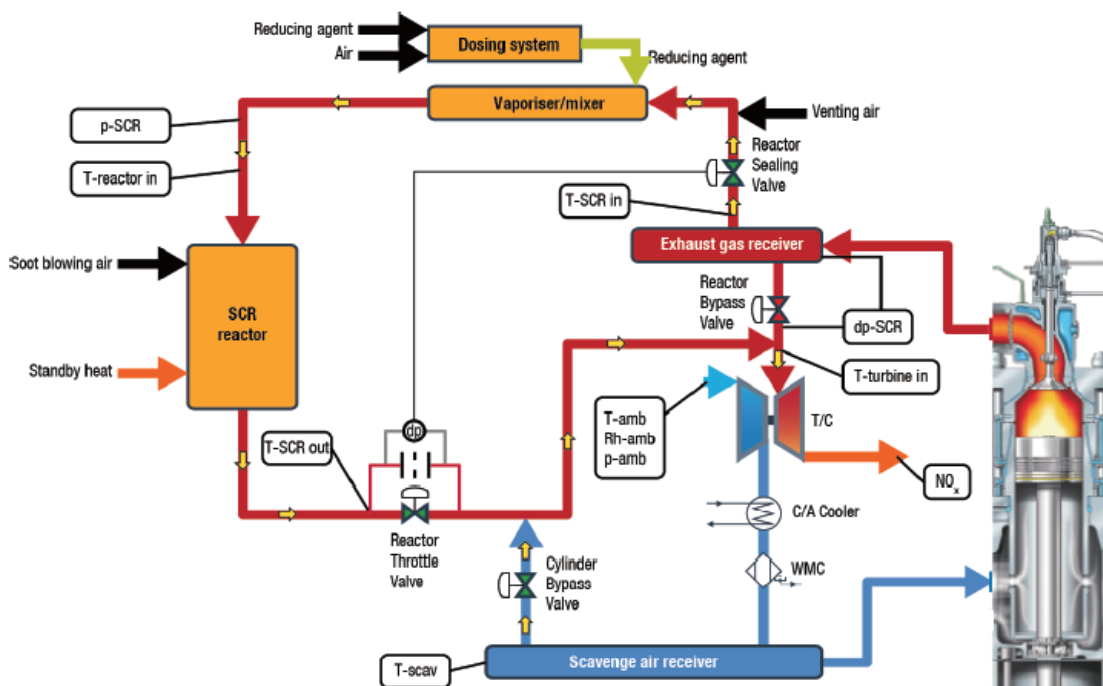 Reducing agent
Air
Dosing system
Reducing agent
Vaporiser/mixer
Venting air
p-SCR
T-reactor in
Reactor
Sealing
Valve
T-SCR in
Exhaust gas receiver
Soot blowing air
SCR
reactor
Reactor
Bypass
Valve
dp-SCR
Standby heat
T-turbine in
T-amb
Rh-amb
p-amb
T/C
T-SCR out
dp
NOx
C/A Cooler
Reactor
Throttle
Valve
Cylinder
Bypass
Valve
WMC
T-scav
Scavenge air receiver